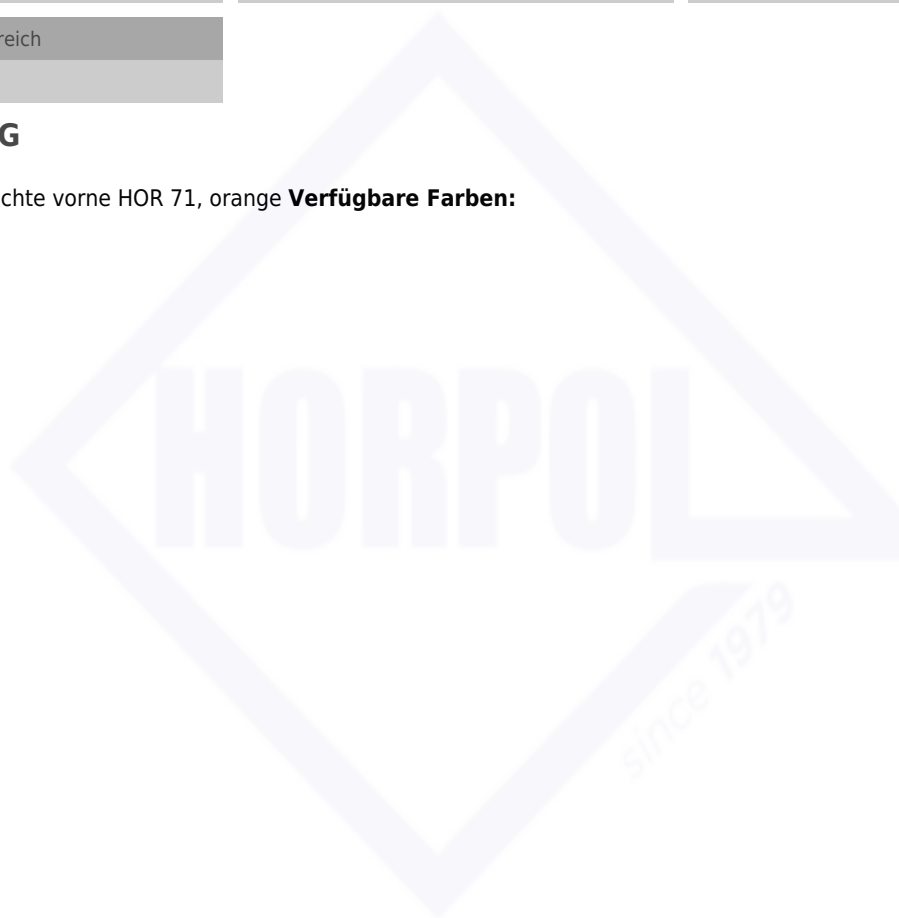 reich
G
chte vorne HOR 71, orange Verfügbare Farben:
HORPOL
since 1979